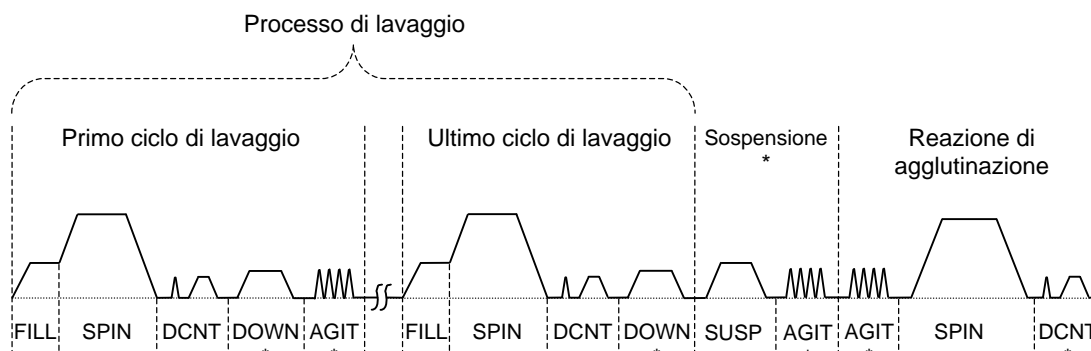 Processo di lavaggio
Primo ciclo di lavaggio
Ultimo ciclo di lavaggio
Sospensione
*
Reazione di
agglutinazione
FILL SPIN DCNT DOWN AGIT FILL SPIN DCNT DOWN SUSP AGIT AGIT SPIN DCNT
* * * * * *